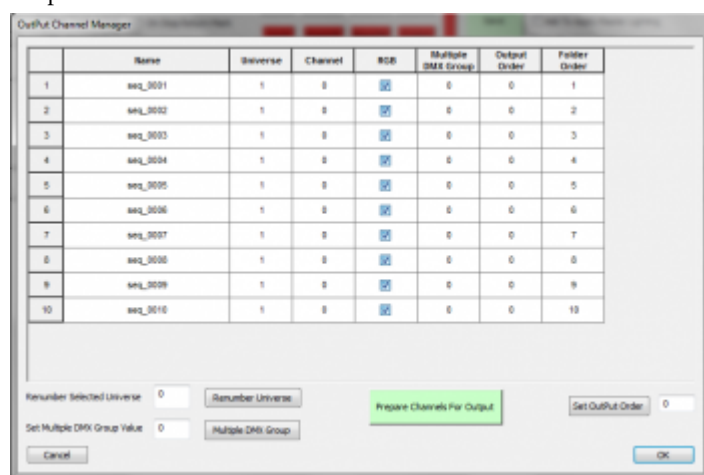 OutPut Channel Manager
Name Universe Channel RGB Multiple DMX Group Output Order Folder Order
1 seq_0001 1 0 0 0 1
2 seq_0002 1 0 0 0 2
3 seq_0003 1 0 0 0 3
4 seq_0004 1 0 0 0 4
5 seq_0005 1 0 0 0 5
6 seq_0006 1 0 0 0 6
7 seq_0007 1 0 0 0 7
8 seq_0008 1 0 0 0 8
9 seq_0009 1 0 0 0 9
10 seq_0010 1 0 0 0 10
Renumber Selected Universe 0 Renumber Universe Prepare Channels For Output Set OutPut Order 0
Set Multiple DMX Group Value 0 Multiple DMX Group
Cancel OK